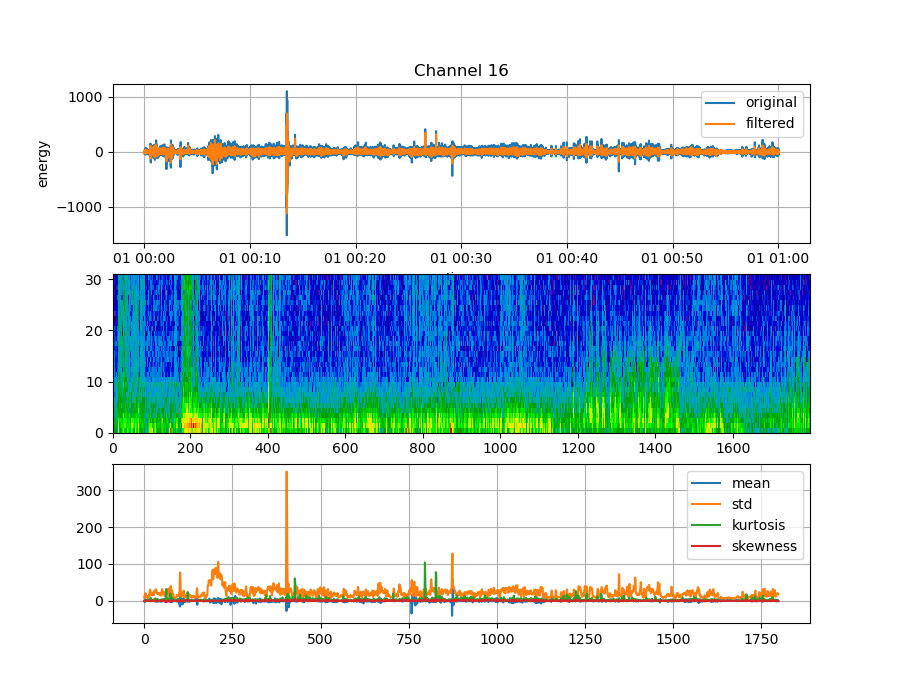 Channel 16
1000
0
−1000
energy
original
filtered
01 00:00 01 00:10 01 00:20 01 00:30 01 00:40 01 00:50 01 01:00
30
20
10
0
0 200 400 600 800 1000 1200 1400 1600
300
200
100
0
mean
std
kurtosis
skewness
0 250 500 750 1000 1250 1500 1750